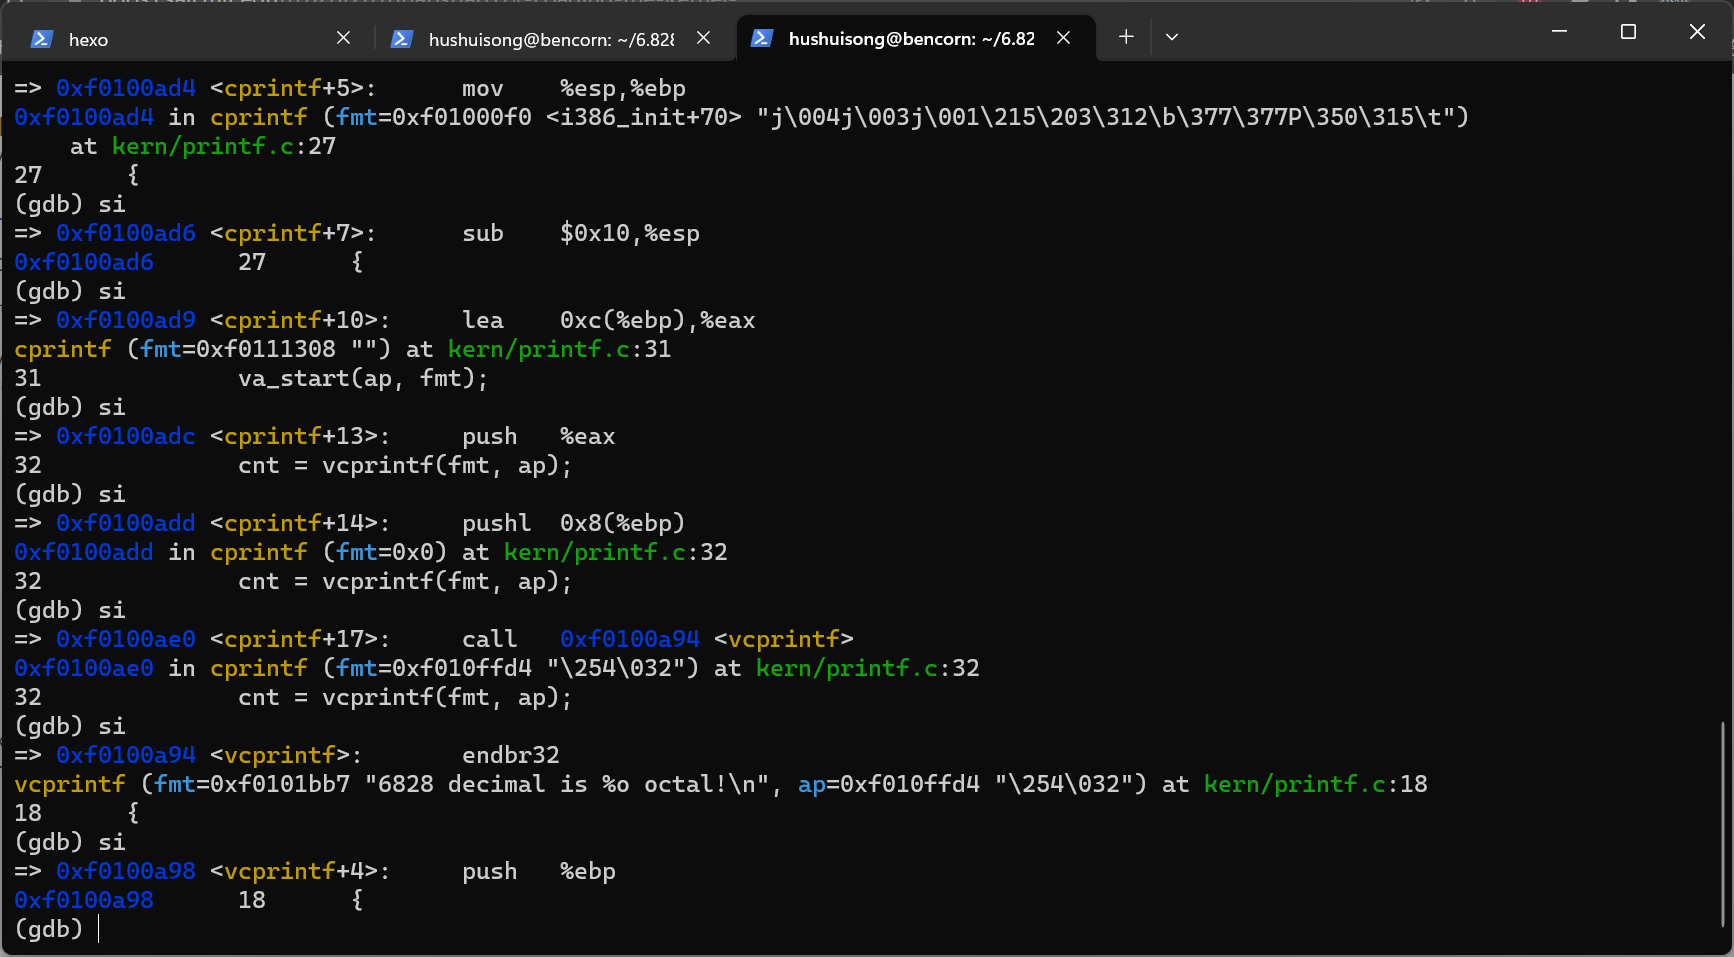 hexo
hushuisong@bencorn: ~/6.828
hushuisong@bencorn: ~/6.82
=> 0xf0100ad4 <cprintf+5>:      mov    %esp,%ebp
0xf0100ad4 in cprintf (fmt=0xf01000f0 <i386_init+70> "j\004j\003j\001\215\203\312\b\377\377P\350\315\t")
    at kern/printf.c:27
27      {
(gdb) si
=> 0xf0100ad6 <cprintf+7>:      sub    $0x10,%esp
0xf0100ad6      27      {
(gdb) si
=> 0xf0100ad9 <cprintf+10>:     lea    0xc(%ebp),%eax
cprintf (fmt=0xf0111308 "") at kern/printf.c:31
31              va_start(ap, fmt);
(gdb) si
=> 0xf0100adc <cprintf+13>:     push   %eax
32              cnt = vcprintf(fmt, ap);
(gdb) si
=> 0xf0100add <cprintf+14>:     pushl  0x8(%ebp)
0xf0100add in cprintf (fmt=0x0) at kern/printf.c:32
32              cnt = vcprintf(fmt, ap);
(gdb) si
=> 0xf0100ae0 <cprintf+17>:     call   0xf0100a94 <vcprintf>
0xf0100ae0 in cprintf (fmt=0xf010ffd4 "\254\032") at kern/printf.c:32
32              cnt = vcprintf(fmt, ap);
(gdb) si
=> 0xf0100a94 <vcprintf>:       endbr32
vcprintf (fmt=0xf0101bb7 "6828 decimal is %o octal!\n", ap=0xf010ffd4 "\254\032") at kern/printf.c:18
18      {
(gdb) si
=> 0xf0100a98 <vcprintf+4>:     push   %ebp
0xf0100a98      18      {
(gdb)